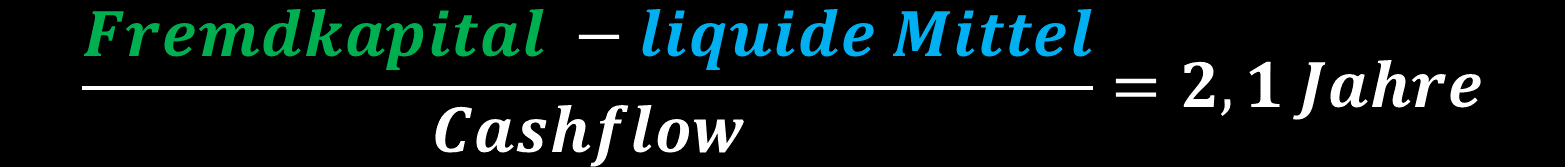 Fremdkapital − liquide Mittel
Cashflow
= 2,1 Jahre